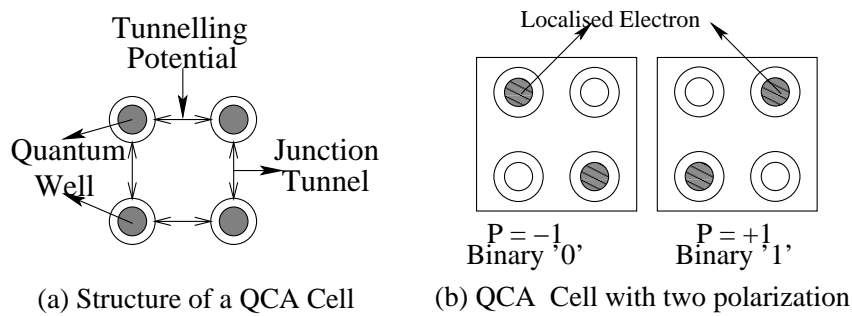 Tunnelling
Potential
Quantum
Well
Junction
Tunnel
(a) Structure of a QCA Cell
Localised Electron
P = −1
Binary '0'
P = +1
Binary '1'
(b) QCA Cell with two polarization